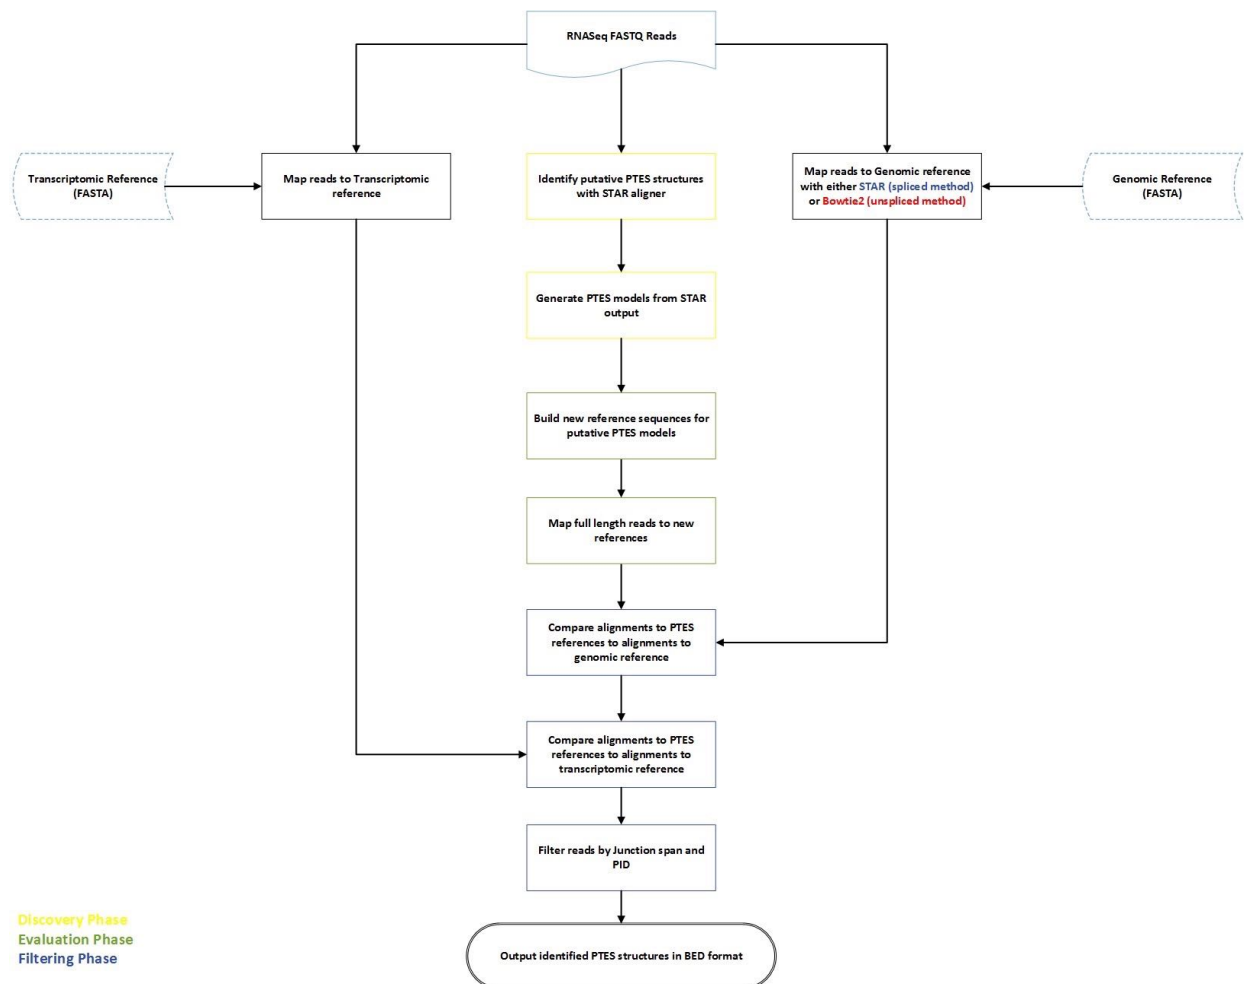 RNASeq FASTQ Reads
Transcriptomic Reference
(FASTA)
Map reads to Transcriptomic
reference
Identify putative PTES structures
with STAR aligner
Map reads to Genomic reference
with either STAR (spliced method)
or Bowtie2 (unspliced method)
Genomic Reference
(FASTA)
Generate PTES models from STAR
output
Build new reference sequences for
putative PTES models
Map full length reads to new
references
Compare alignments to PTES
references to alignments to
genomic reference
Compare alignments to PTES
references to alignments to
transcriptomic reference
Filter reads by Junction span and
PID
Output identified PTES structures in BED format
Discovery Phase
Evaluation Phase
Filtering Phase